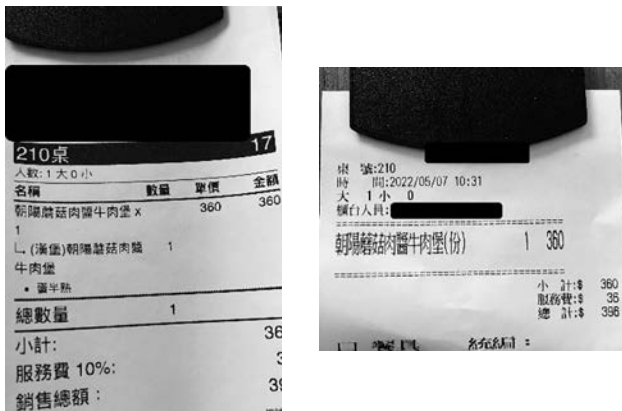 210桌 17
人數: 1 大 0 小
名稱 數量 單價 金額
朝陽蘑菇肉醬牛肉堡 x 360 360
1
(漢堡)朝陽蘑菇肉醬 1
牛肉堡
• 蛋半熟
總數量 1
小計: 36
服務費 10%: 3
銷售總額: 39
桌 號:210
時 間:2022/05/07 10:31
大 1 小 0
櫃台人員:
朝陽蘑菇肉醬牛肉堡(份) 1 360
小 計:$ 360
服務費:$ 36
總 計:$ 396